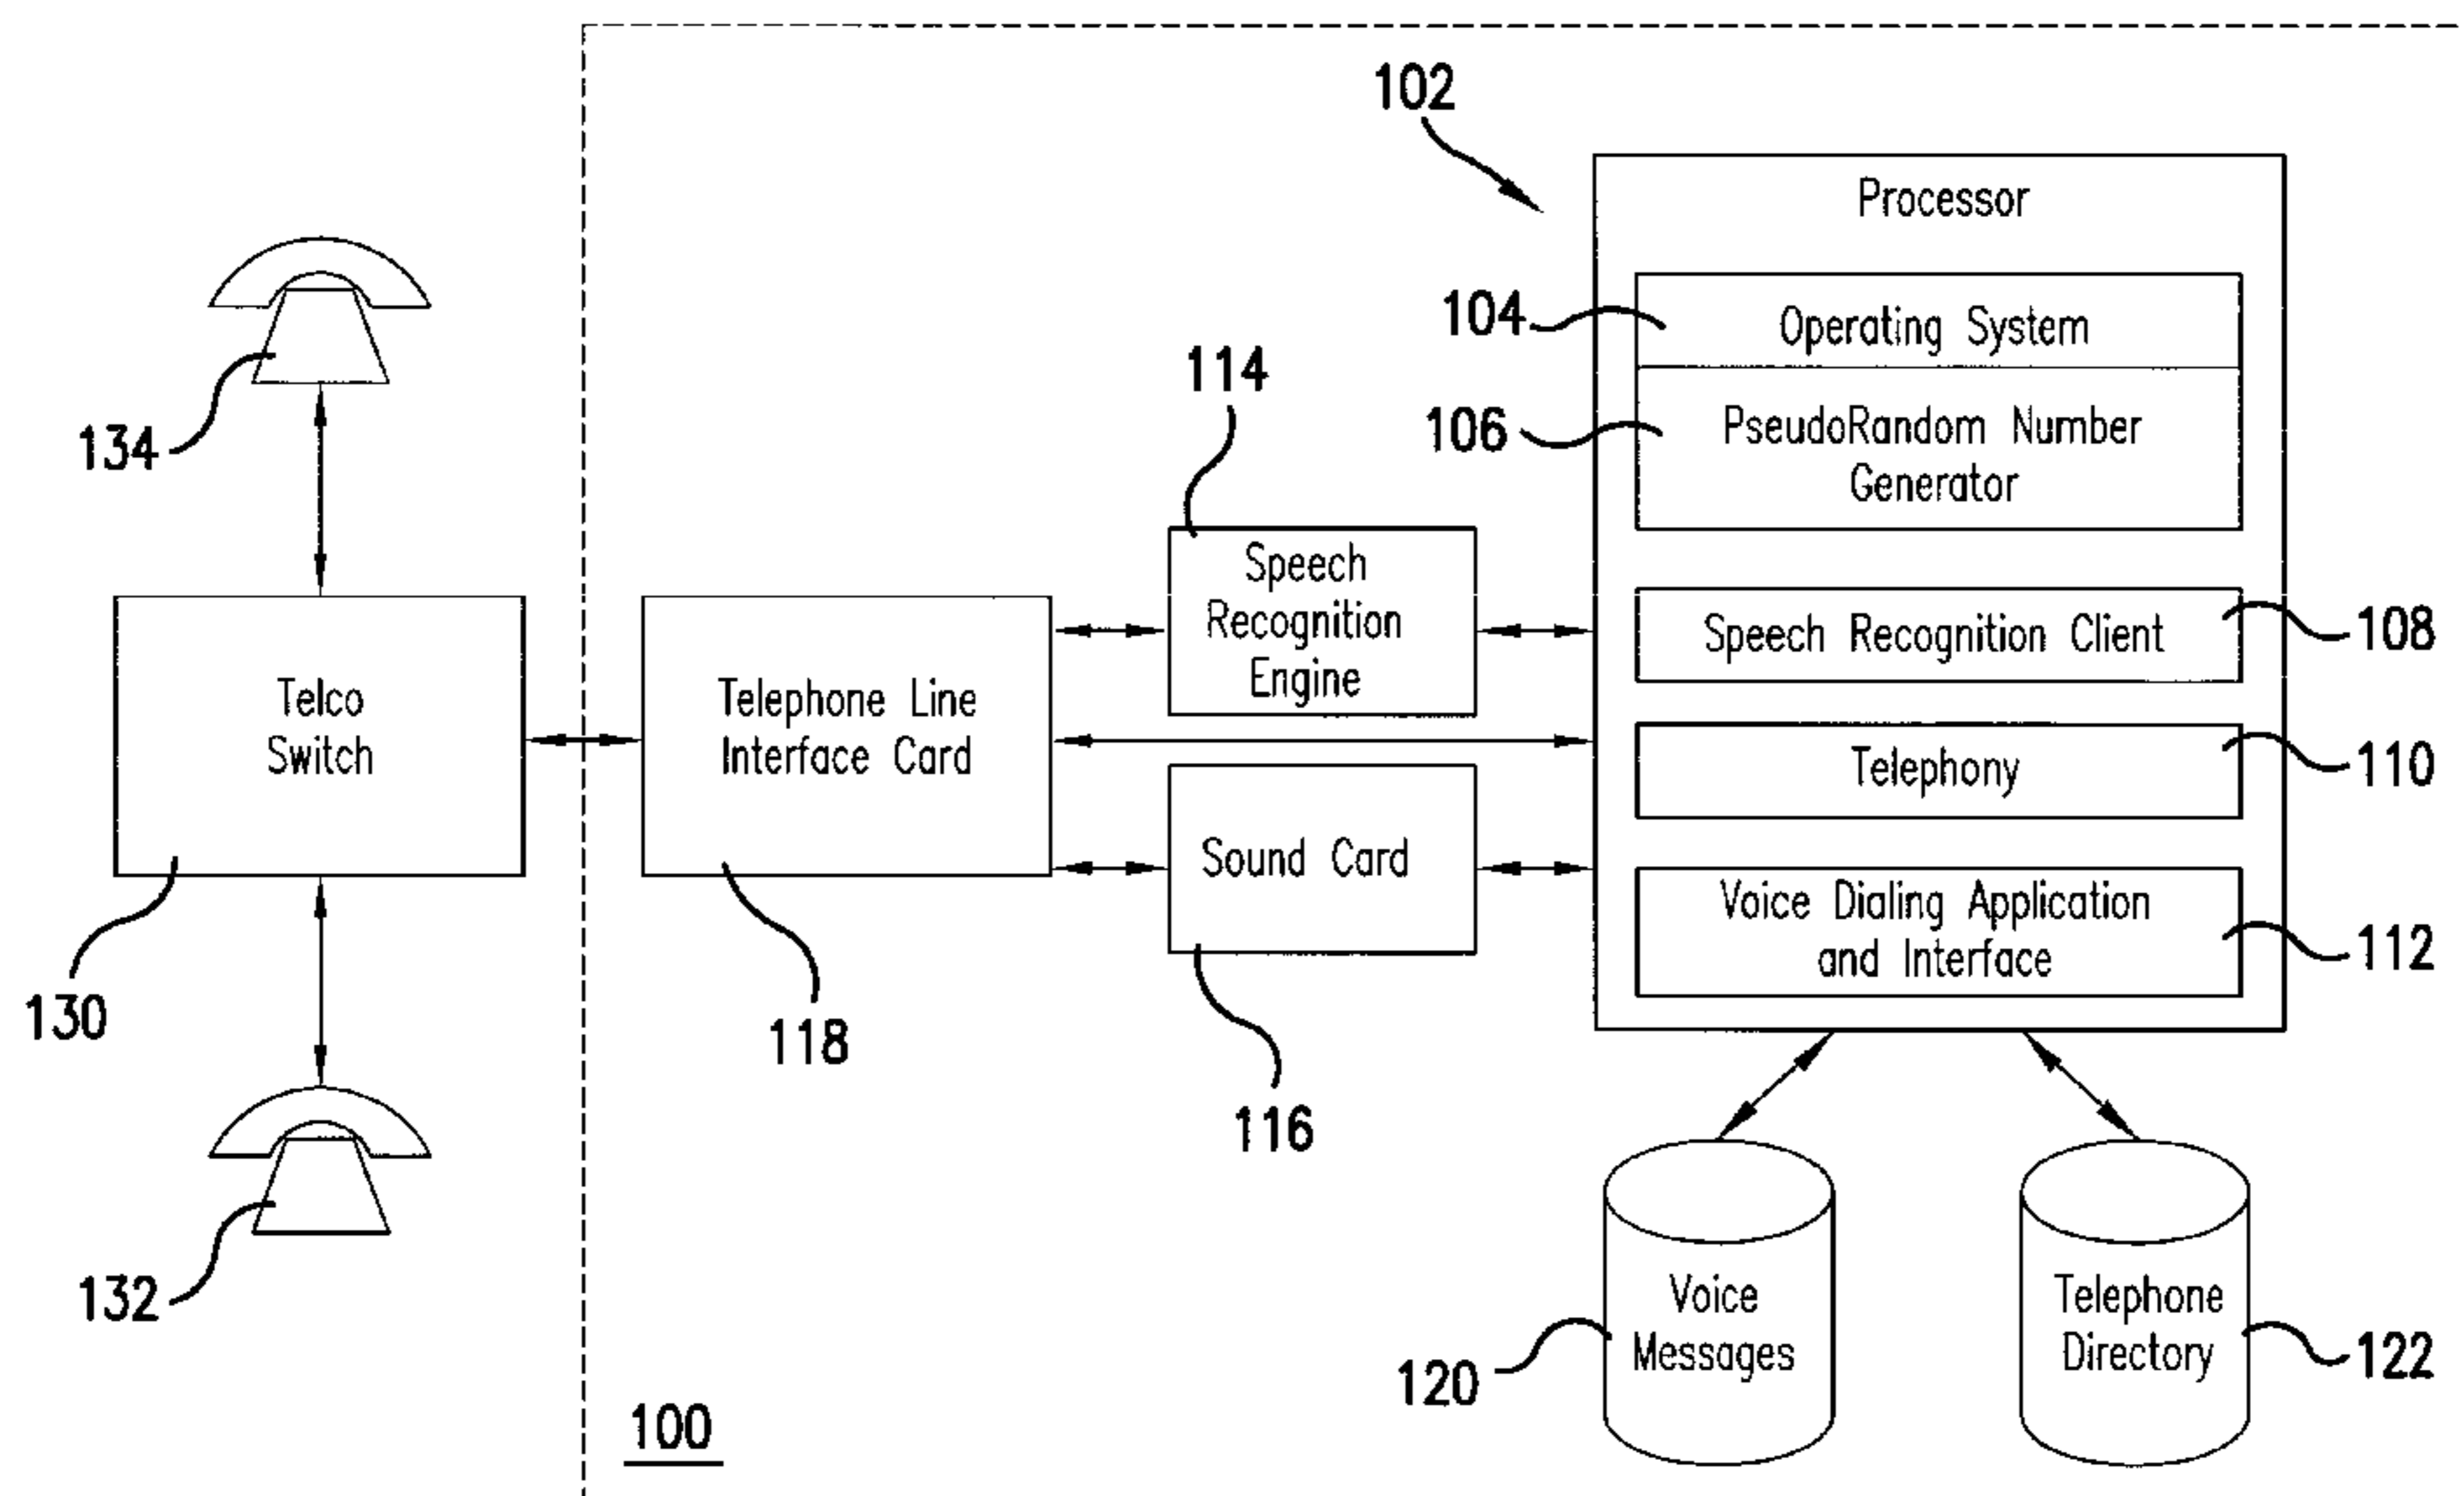 102
Processor
104
Operating System
114
134
106
PseudoRandom Number
Generator
Speech
Recognition
Engine
Speech Recognition Client
108
Telco
Switch
Telephone Line
Interface Card
Telephony
110
Sound Card
Voice Dialing Application
and Interface
112
130
118
116
132
Voice
Messages
120
Telephone
Directory
122
100